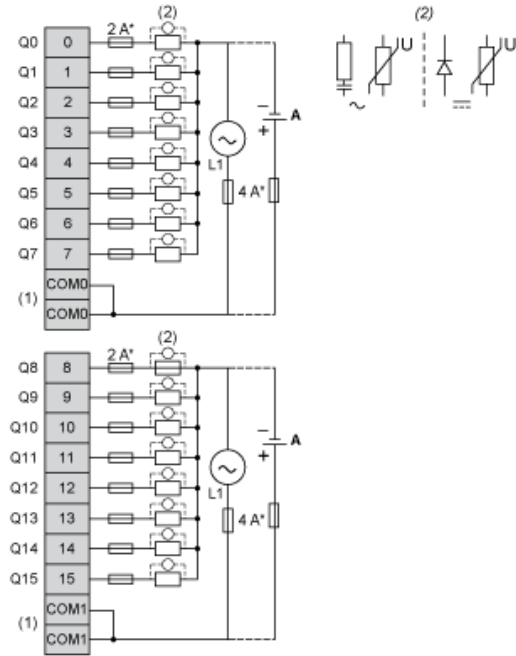 (2) (2)
Q0 0 2 A* U U
Q1 1
Q2 2
Q3 3 − A
+
Q4 4 L1
Q5 5 4 A*
Q6 6
Q7 7
COM0
(1)
COM0
(2)
Q8 8 2 A*
Q9 9
Q10 10
− A
Q11 11 +
Q12 12 L1
Q13 13 4 A*
Q14 14
Q15 15
COM1
(1)
COM1